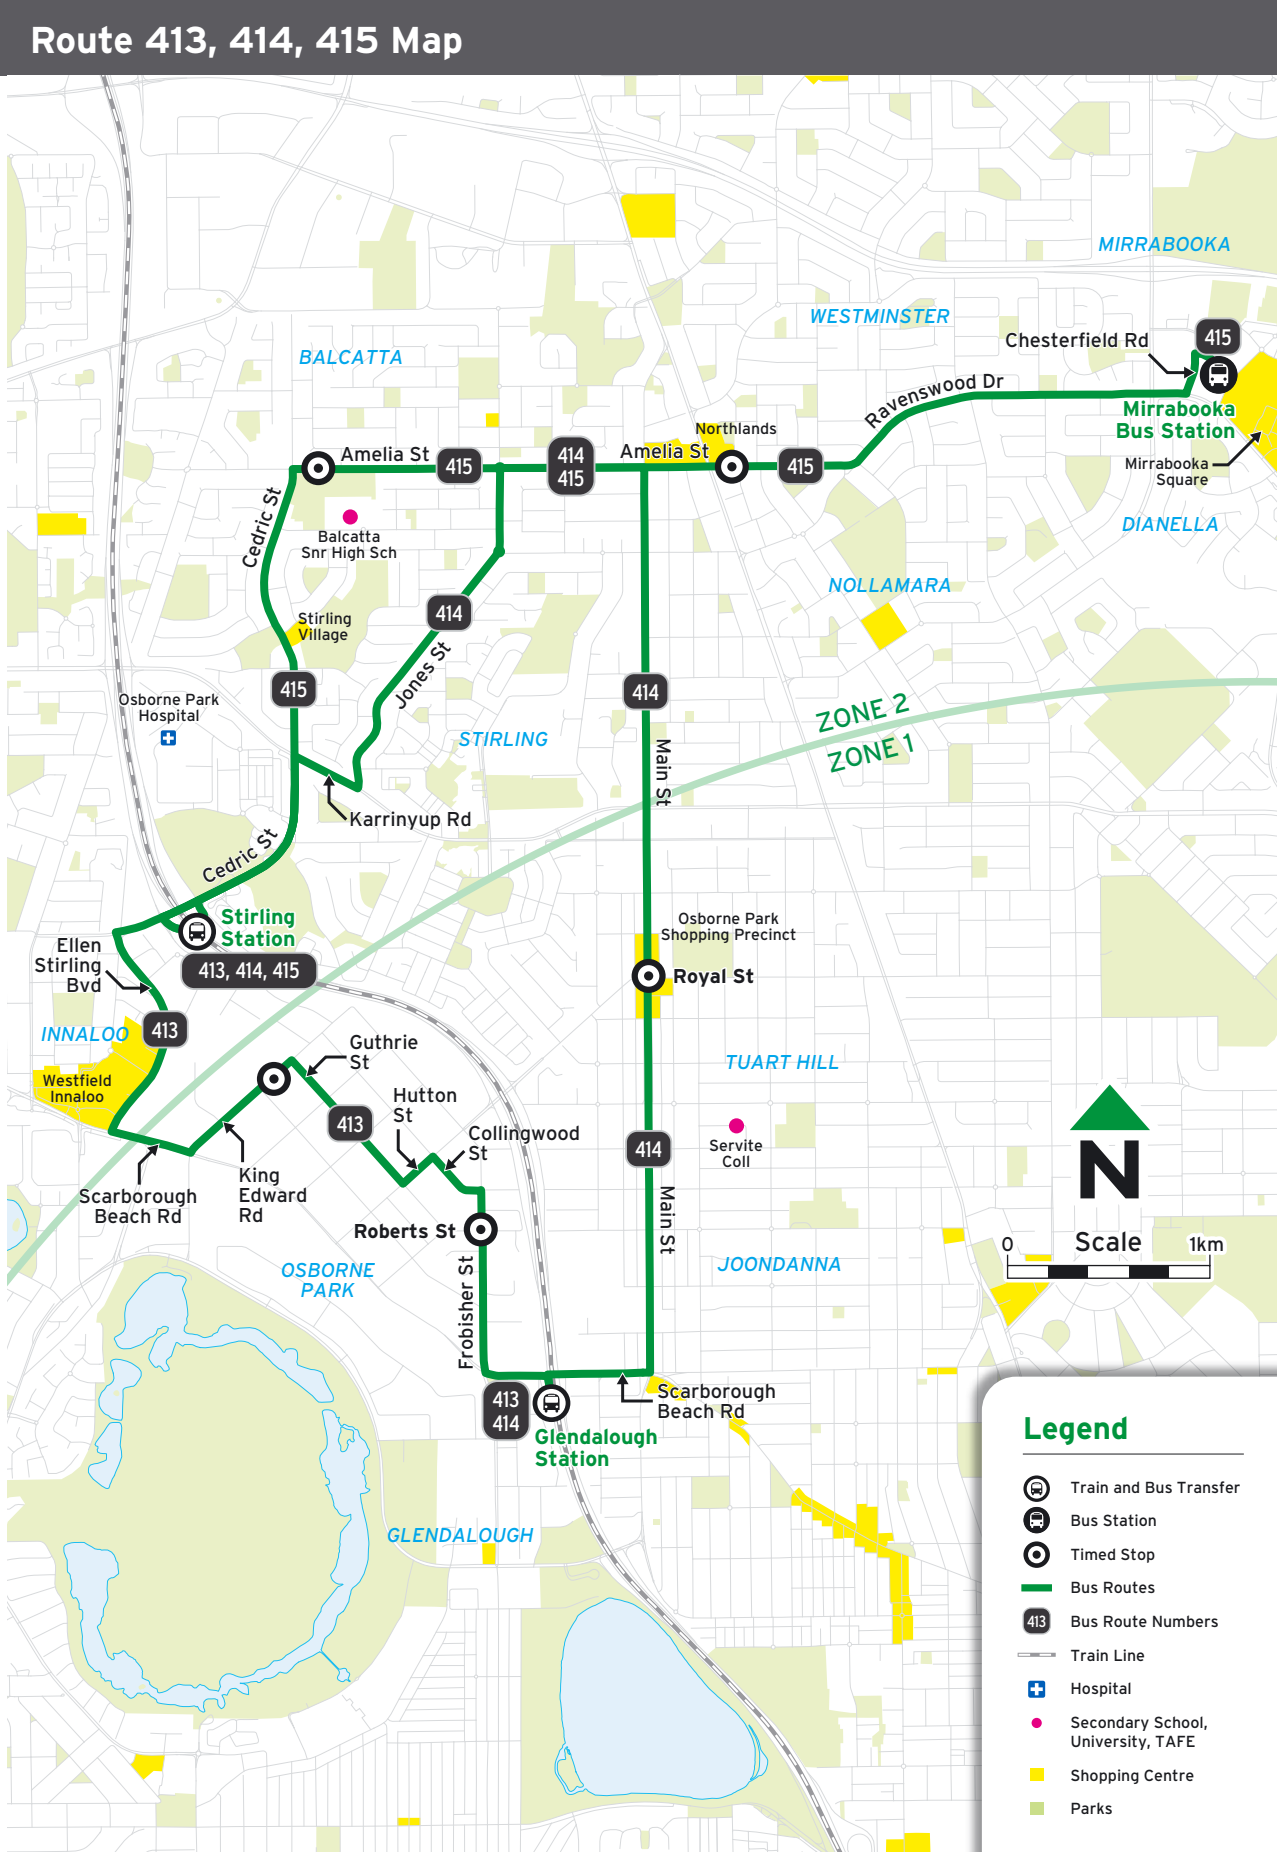 Route 413, 414, 415 Map
MIRRABOOKA
WESTMINSTER
Chesterfield Rd
415
BALCATTA
Ravenswood Dr
Mirrabooka
Bus Station
Northlands
Amelia St
415
414
415
Amelia St
415
Mirrabooka
Square
Cedric St
Balcatta
Snr High Sch
DIANELLA
NOLLAMARA
414
Stirling
Village
Jones St
415
414
Osborne Park
Hospital
ZONE 2
ZONE 1
STIRLING
Main St
Karrinyup Rd
Cedric St
Stirling
Station
413, 414, 415
Osborne Park
Shopping Precinct
Royal St
Ellen
Stirling
Bvd
INNALOO
413
Westfield
Innaloo
Guthrie
St
TUART HILL
Hutton
St
413
Collingwood
St
Servite
Coll
414
N
King
Edward
Rd
Scarborough
Beach Rd
Roberts St
Main St
Scale
0
1km
OSBORNE
PARK
JOONDANNA
Frobisher St
413
414
Scarborough
Beach Rd
Glendalough
Station
GLENDALOUGH
Legend
Train and Bus Transfer
Bus Station
Timed Stop
Bus Routes
413
Bus Route Numbers
Train Line
Hospital
Secondary School,
University, TAFE
Shopping Centre
Parks